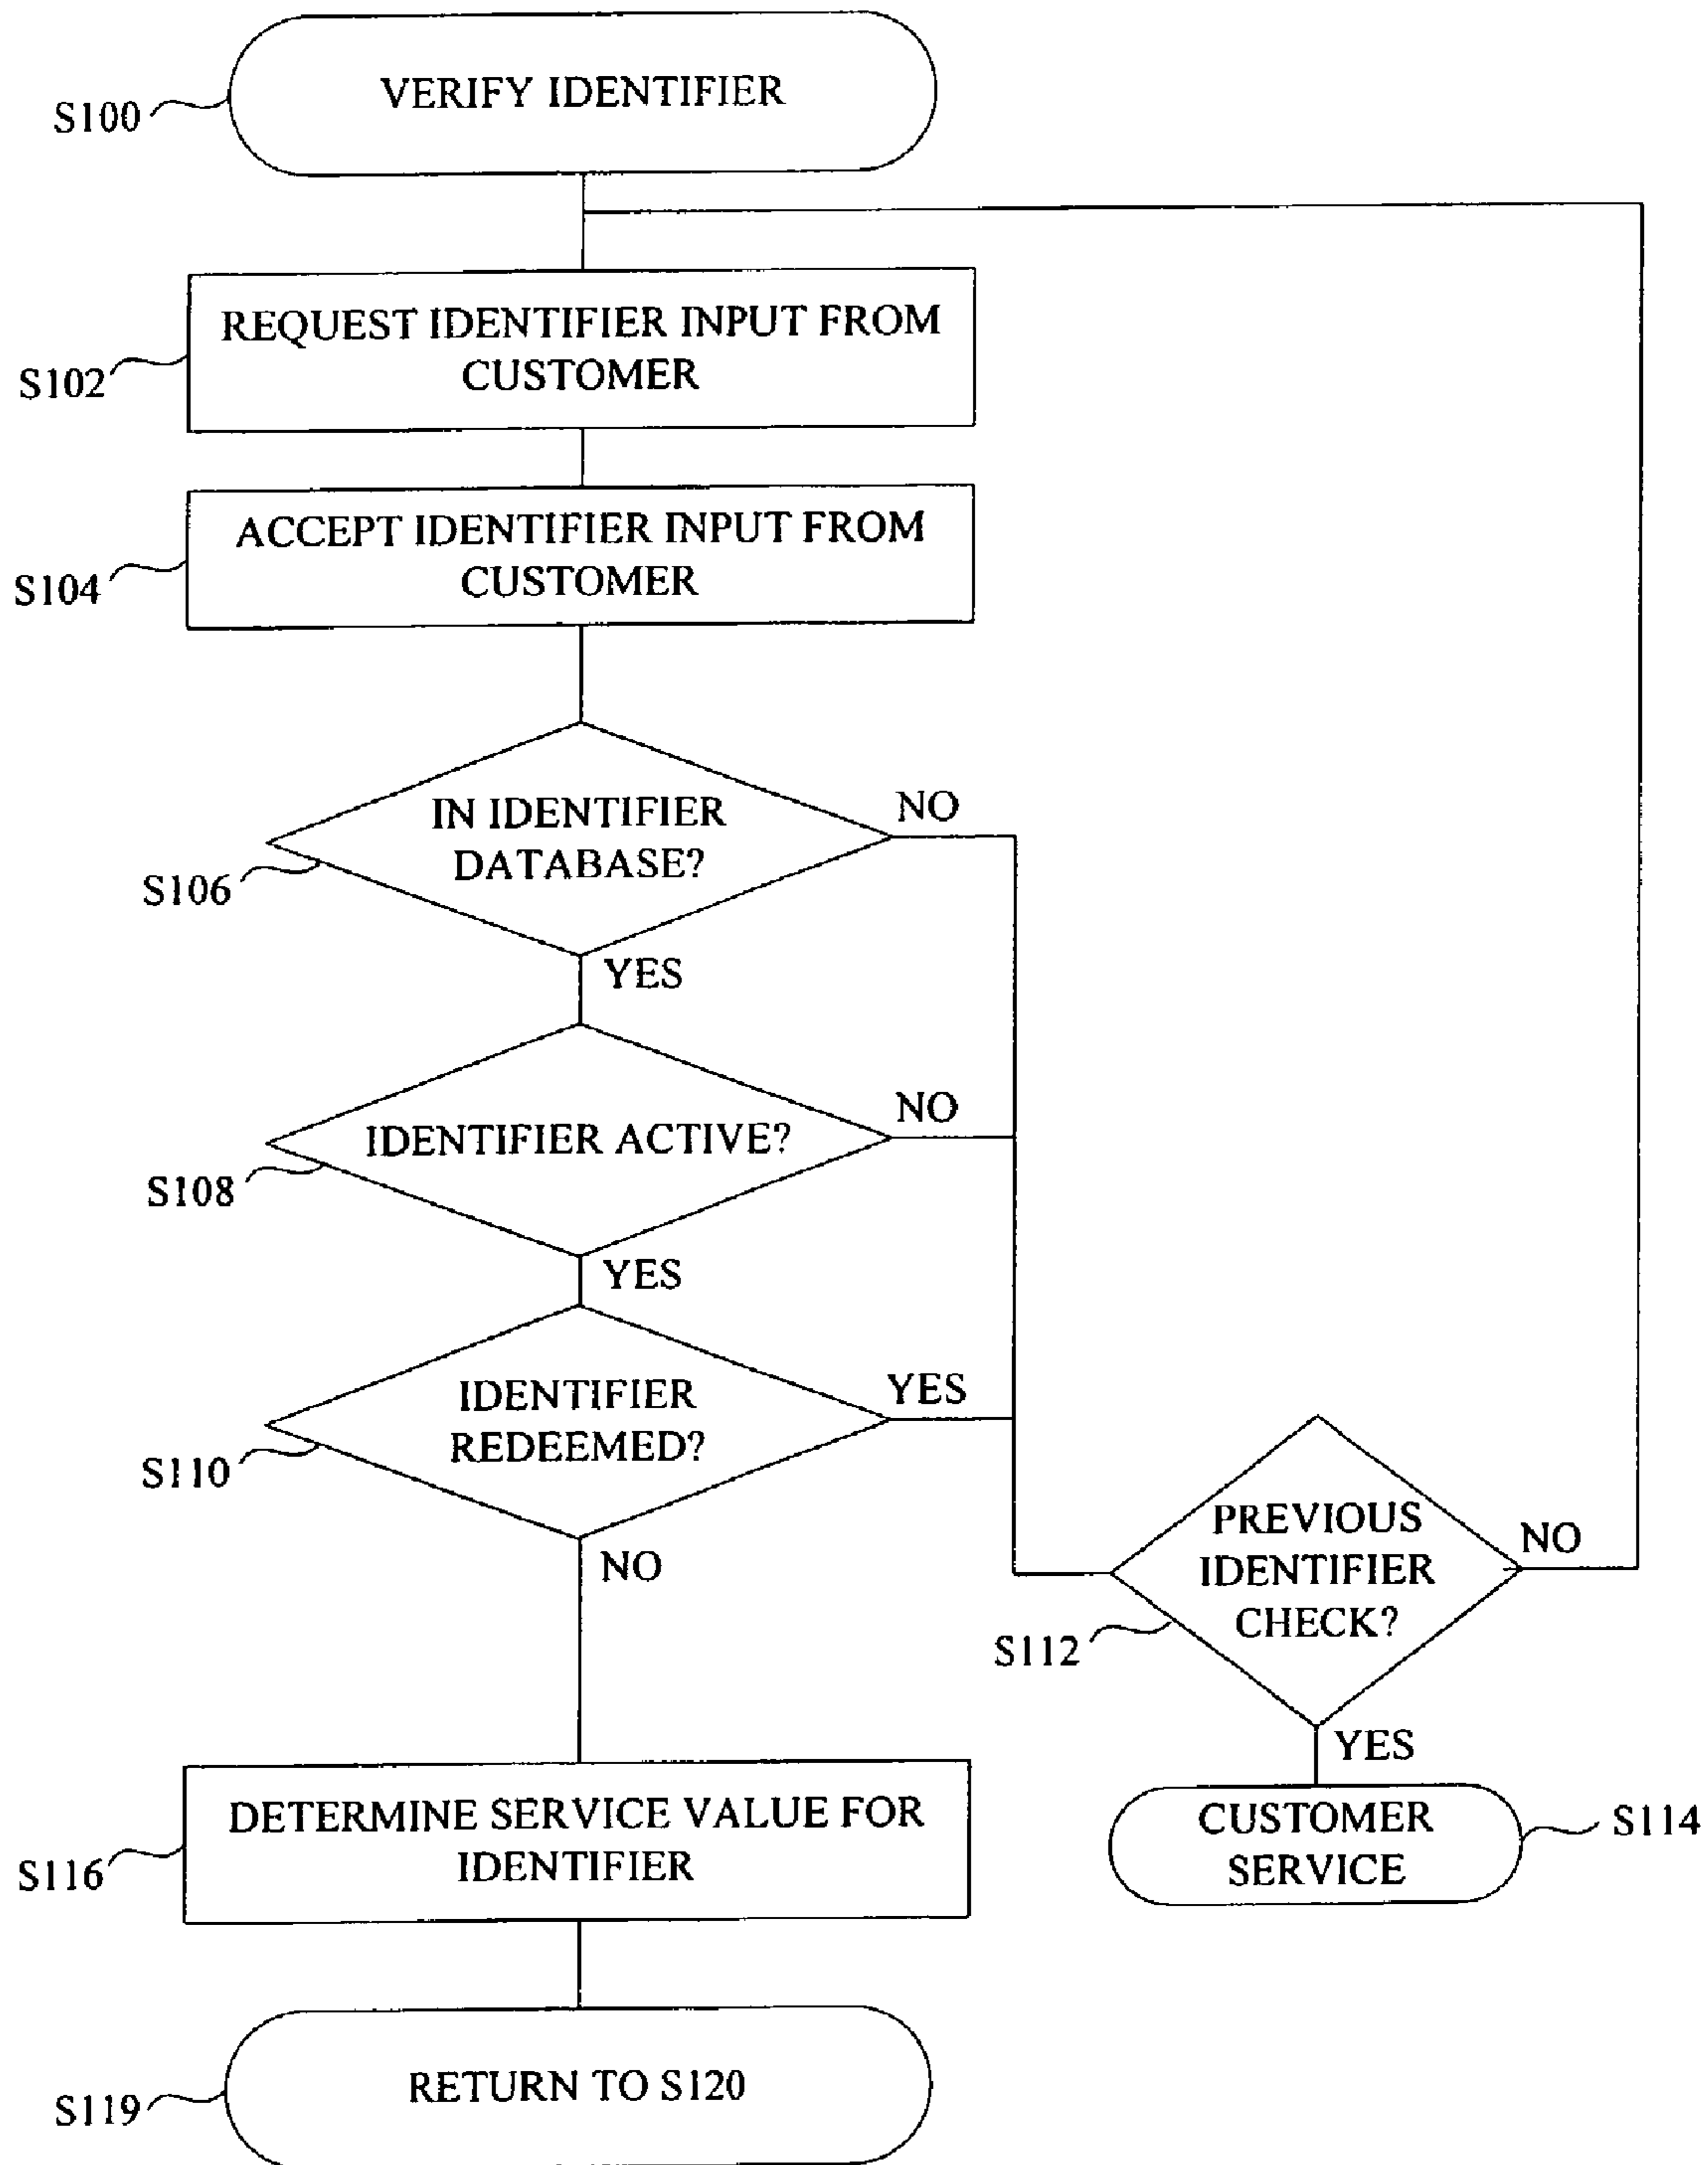 VERIFY IDENTIFIER
S100
REQUEST IDENTIFIER INPUT FROM
CUSTOMER
S102
ACCEPT IDENTIFIER INPUT FROM
CUSTOMER
S104
IN IDENTIFIER
DATABASE?
NO
S106
YES
IDENTIFIER ACTIVE?
NO
S108
YES
IDENTIFIER
REDEEMED?
YES
S110
NO
PREVIOUS
IDENTIFIER
CHECK?
NO
S112
YES
CUSTOMER
SERVICE
S114
DETERMINE SERVICE VALUE FOR
IDENTIFIER
S116
RETURN TO S120
S119